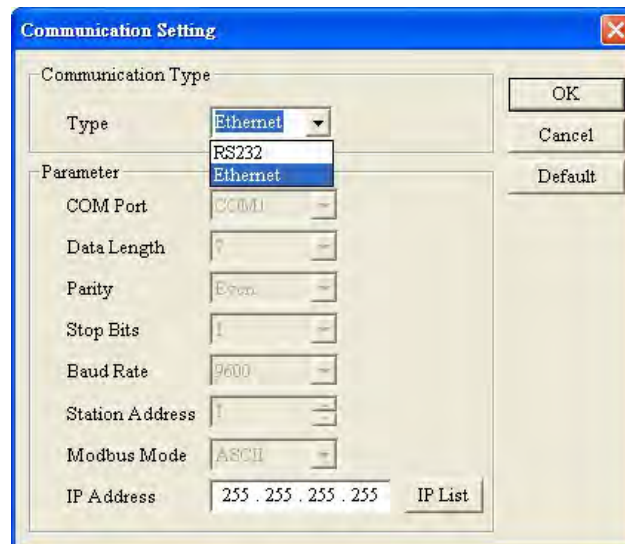 Communication Setting
Communication Type
Type Ethernet
RS232
Ethernet
OK
Cancel
Default
Parameter
COM Port COM1
Data Length 7
Parity Even
Stop Bits 1
Baud Rate 9600
Station Address 1
Modbus Mode ASCII
IP Address 255 . 255 . 255 . 255 IP List